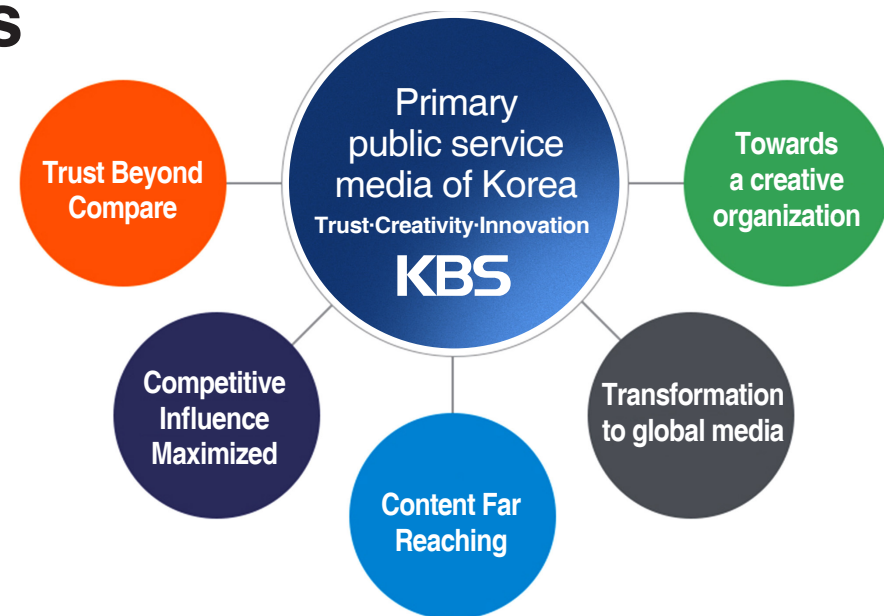 s
Primary
public service
media of Korea
Trust·Creativity·Innovation
KBS
Trust Beyond
Compare
Competitive
Influence
Maximized
Content Far
Reaching
Transformation
to global media
Towards
a creative
organization